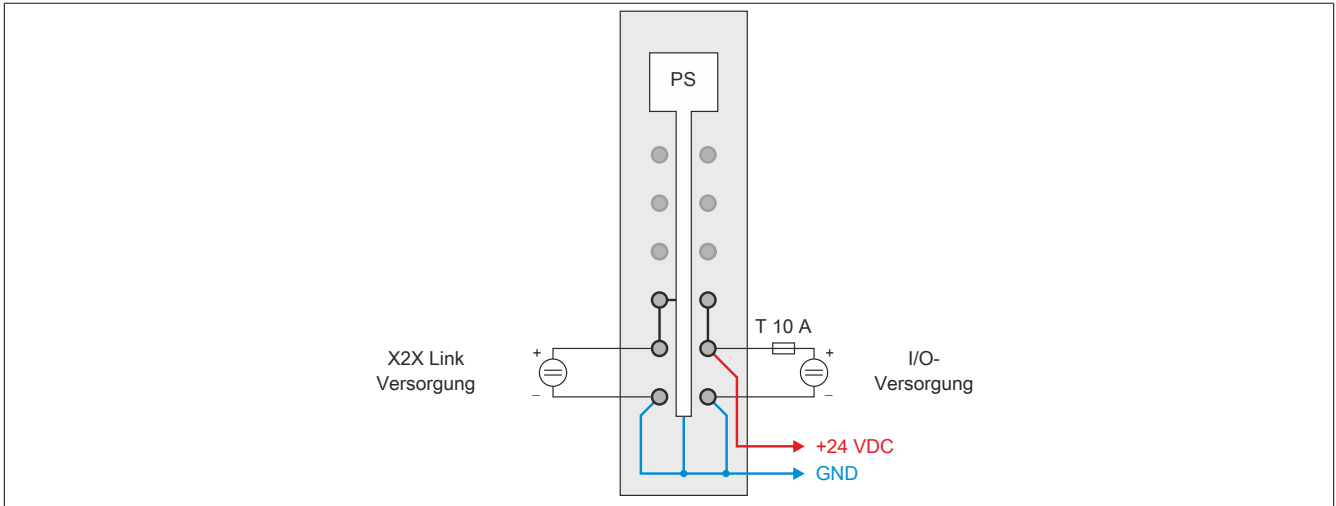 PS
T 10 A
X2X Link
Versorgung
+
–
+
–
I/O-
Versorgung
+24 VDC
GND